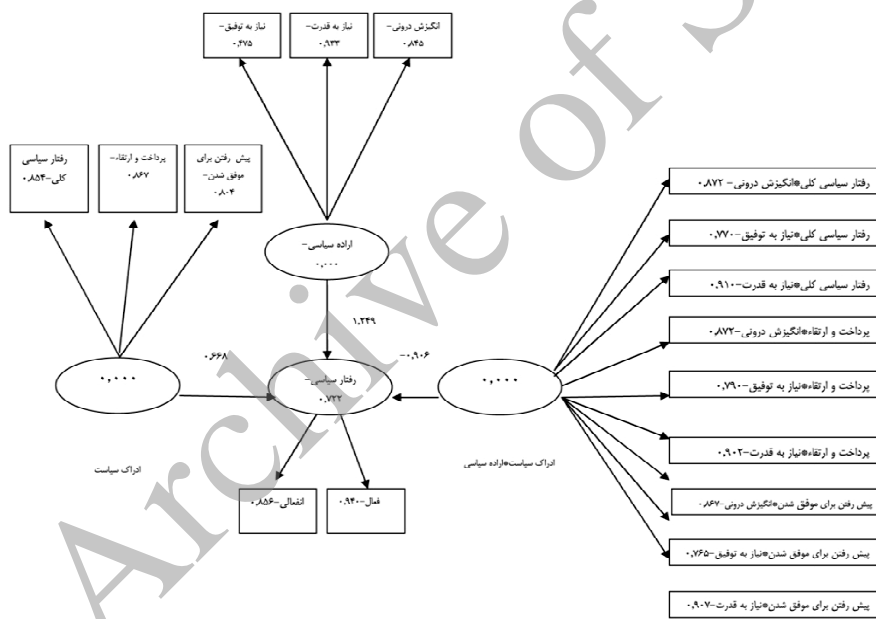 نیاز به توفیق-
۰,۴۷۵
نیاز به قدرت-
۰,۹۳۳
انگیزش درونی-
۰,۸۴۵
رفتار سیاسی
کلی-۰,۸۵۴
پرداخت و ارتقاء-
۰,۸۶۷
پیش رفتن برای
موفق شدن-
۰,۸۰۴
اراده سیاسی-
۰,۰۰۰
۱,۲۴۹
۰,۶۶۸
-۰,۹۰۶
۰,۰۰۰
رفتار سیاسی-
۰,۷۲۲
۰,۰۰۰
ادراک سیاست
ادراک سیاست*اراده سیاسی
انفعالی-۰,۸۵۶
فعال-۰,۹۴۰
رفتار سیاسی کلی*انگیزش درونی-۰,۸۷۲
رفتار سیاسی کلی*نیاز به توفیق-۰,۷۷۰
رفتار سیاسی کلی*نیاز به قدرت-۰,۹۱۰
پرداخت و ارتقاء*انگیزش درونی-۰,۸۷۲
پرداخت و ارتقاء*نیاز به توفیق-۰,۷۹۰
پرداخت و ارتقاء*نیاز به قدرت-۰,۹۰۲
پیش رفتن برای موفق شدن*انگیزش درونی-۰,۸۶۷
پیش رفتن برای موفق شدن*نیاز به توفیق-۰,۷۶۵
پیش رفتن برای موفق شدن*نیاز به قدرت-۰,۹۰۷
Archive of S